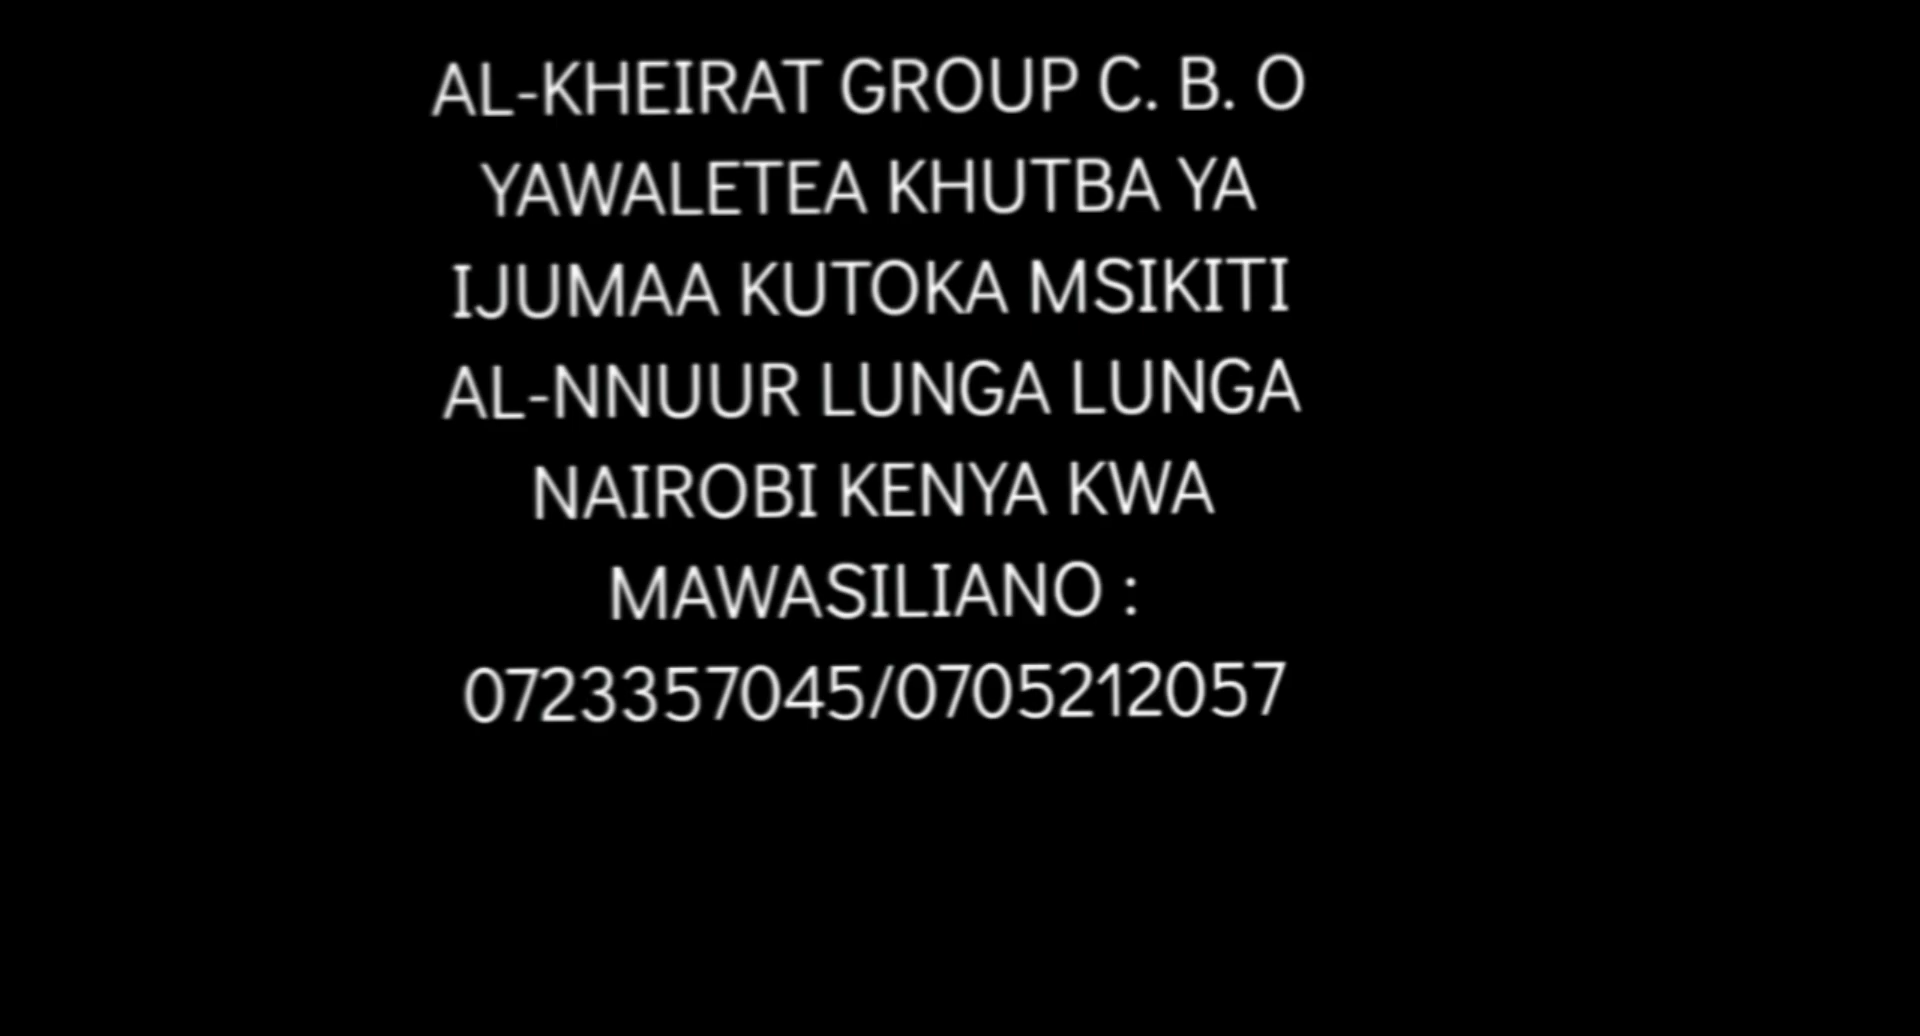 AL-KHEIRAT GROUP C. B. O
YAWALETEA KHUTBA YA
IJUMAA KUTOKA MSIKITI
AL-NNUUR LUNGA LUNGA
NAIROBI KENYA KWA
MAWASILIANO :
0723357045/0705212057